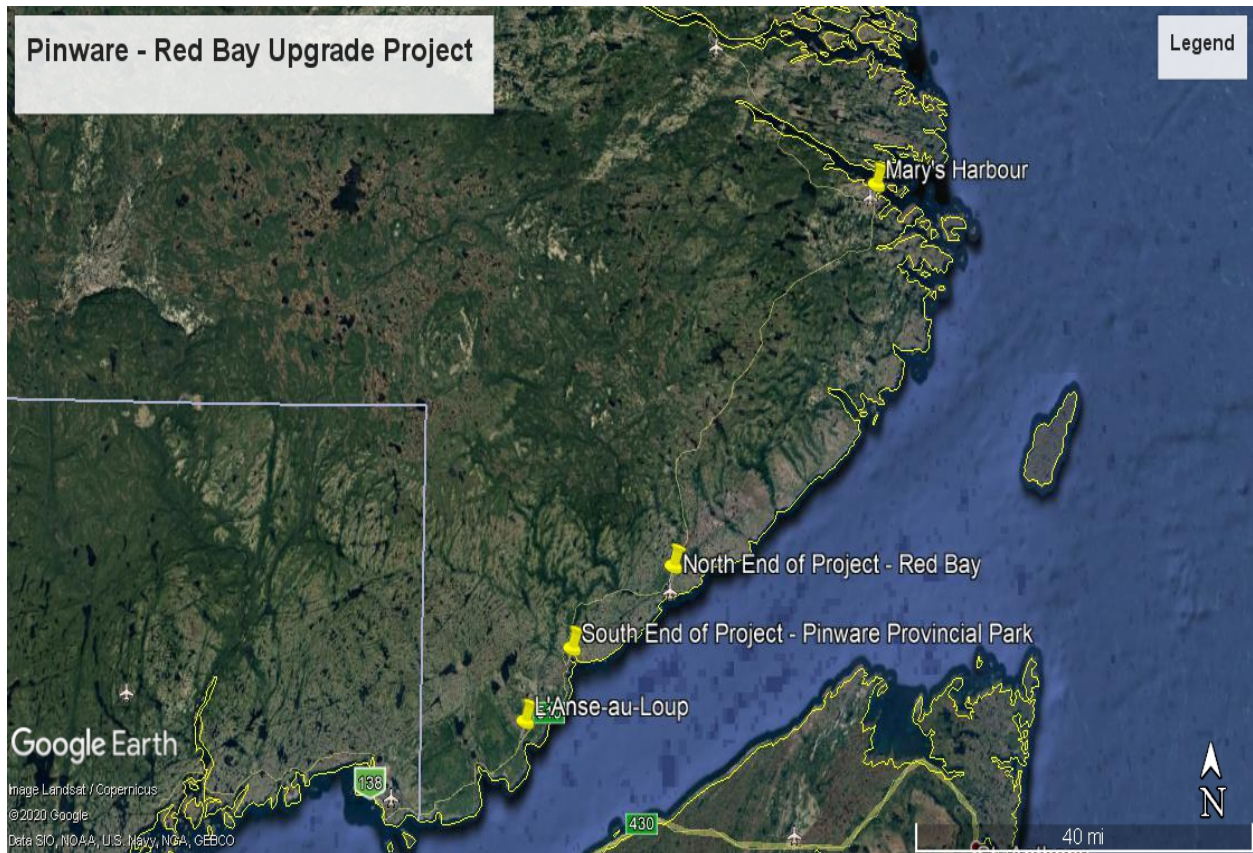 Pinware - Red Bay Upgrade Project
Legend
Mary's Harbour
North End of Project - Red Bay
South End of Project - Pinware Provincial Park
L'Anse-au-Loup
Google Earth
138
Image Landsat / Copernicus
© 2020 Google
430
Data SIO, NOAA, U.S. Navy, NGA, GEBCO
40 mi
N